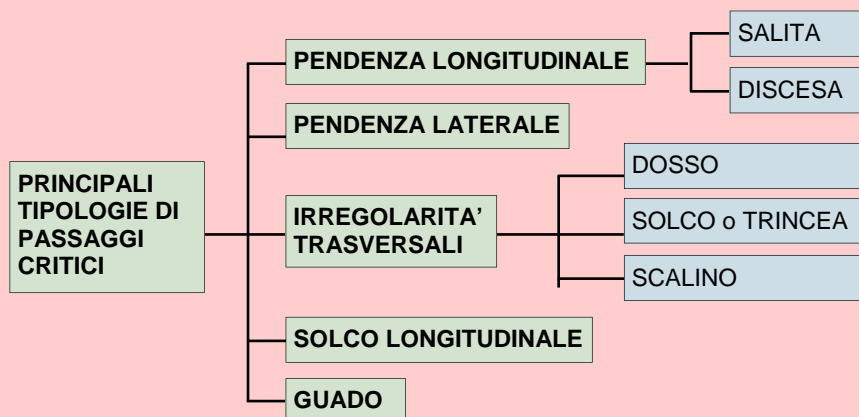 PRINCIPALI
TIPOLOGIE DI
PASSAGGI
CRITICI
PENDENZA LONGITUDINALE
SALITA
DISCESA
PENDENZA LATERALE
IRREGOLARITA’
TRASVERSALI
DOSSO
SOLCO o TRINCEA
SCALINO
SOLCO LONGITUDINALE
GUADO